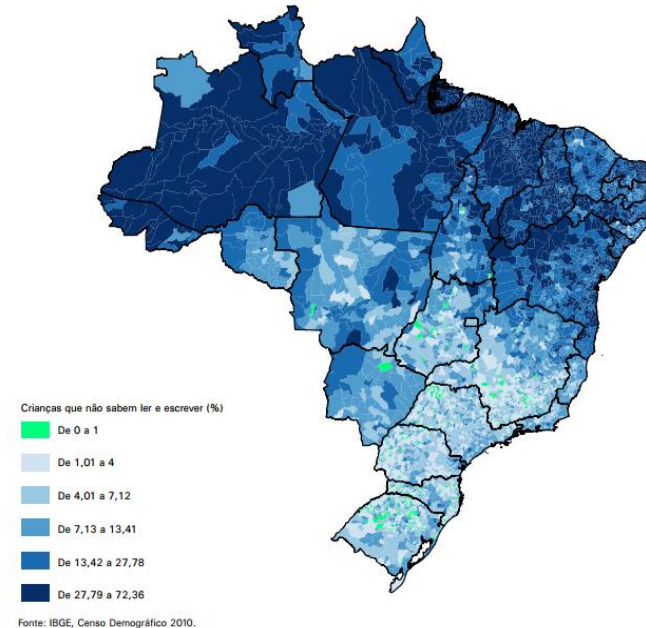 Crianças que não sabem ler e escrever (%)
De 0 a 1
De 1,01 a 4
De 4,01 a 7,12
De 7,13 a 13,41
De 13,42 a 27,78
De 27,79 a 72,36
Fonte: IBGE, Censo Demográfico 2010.